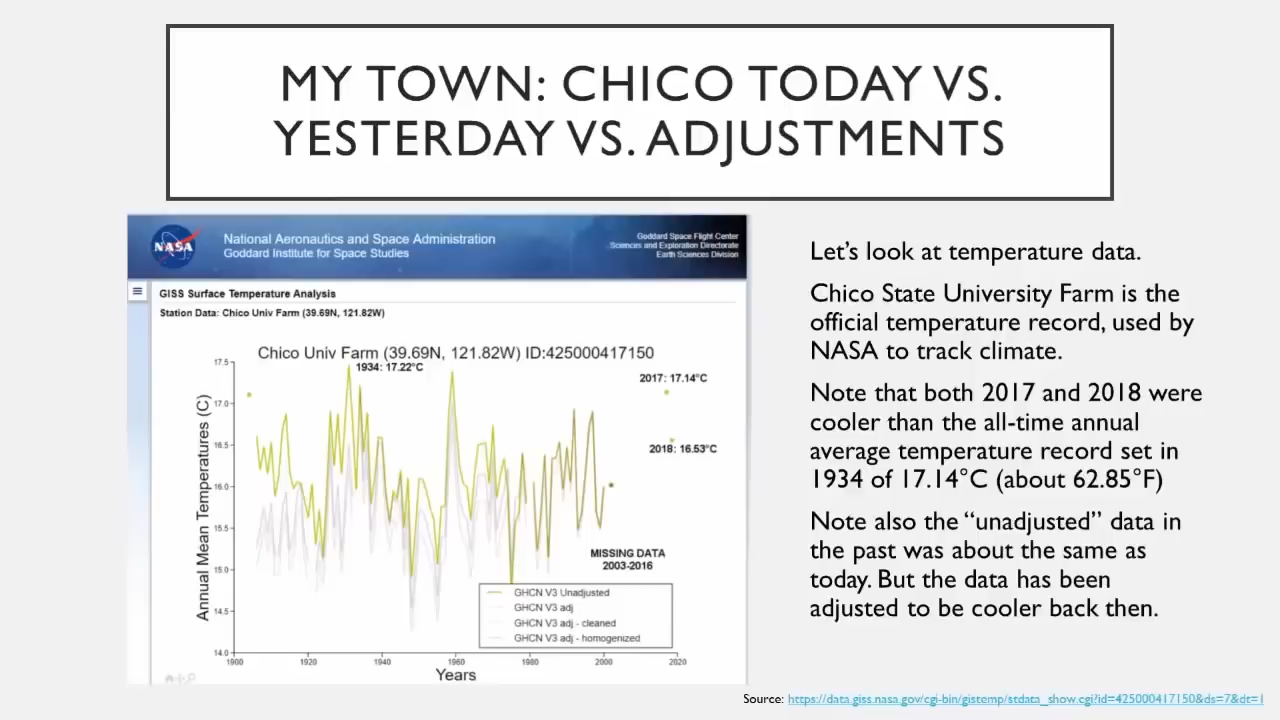 MY TOWN: CHICO TODAY VS.
YESTERDAY VS. ADJUSTMENTS
NASA
National Aeronautics and Space Administration
Goddard Institute for Space Studies
Goddard Space Flight Center
Sciences and Exploration Directorate
Earth Sciences Division
GISS Surface Temperature Analysis
Station Data: Chico Univ Farm (39.69N, 121.82W)
Chico Univ Farm (39.69N, 121.82W) ID:425000417150
1934: 17.22°C
2017: 17.14°C
2018: 16.53°C
MISSING DATA
2003-2016
Annual Mean Temperatures (C)
17.5
17.0
16.5
16.0
15.5
15.0
14.5
14.0
GHCN V3 Unadjusted
GHCN V3 adj
GHCN V3 adj - cleaned
GHCN V3 adj - homogenized
1900 1920 1940 1960 1980 2000 2020
Years
Let's look at temperature data.
Chico State University Farm is the
official temperature record, used by
NASA to track climate.
Note that both 2017 and 2018 were
cooler than the all-time annual
average temperature record set in
1934 of 17.14°C (about 62.85°F)
Note also the “unadjusted” data in
the past was about the same as
today. But the data has been
adjusted to be cooler back then.
Source: https://data.giss.nasa.gov/cgi-bin/gistemp/stdata_show.cgi?id=425000417150&ds=7&dt=1